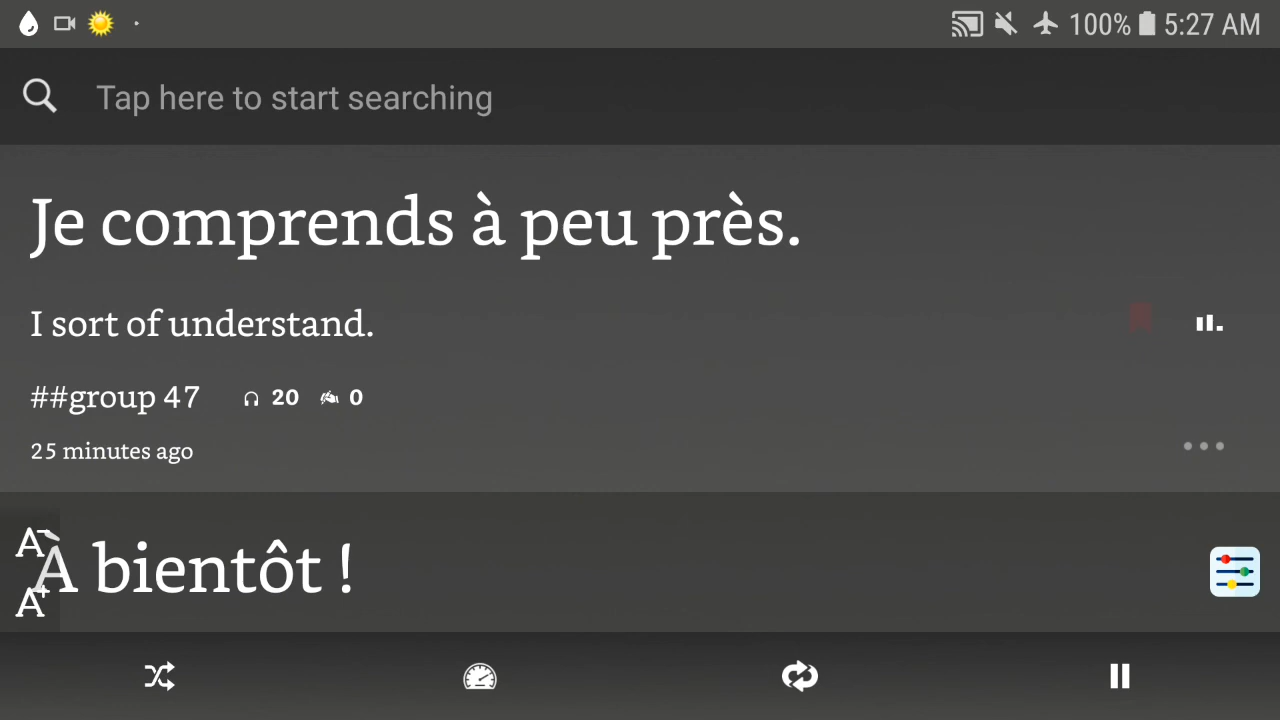 100% 5:27 AM
Tap here to start searching
Je comprends à peu près.
I sort of understand.
##group 47 20 0
25 minutes ago
A-
À bientôt !
A+